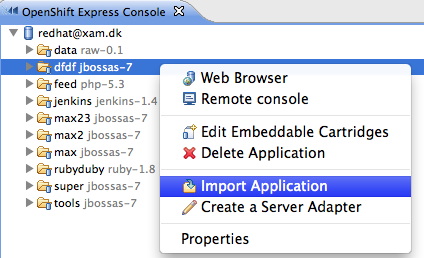 OpenShift Express Console
redhat@xam.dk
data raw-0.1
dfdf jbossas-7
feed php-5.3
jenkins jenkins-1.4
max23 jbossas-7
max2 jbossas-7
max jbossas-7
rubyduby ruby-1.8
super jbossas-7
tools jbossas-7
Web Browser
Remote console
Edit Embeddable Cartridges
Delete Application
Import Application
Create a Server Adapter
Properties